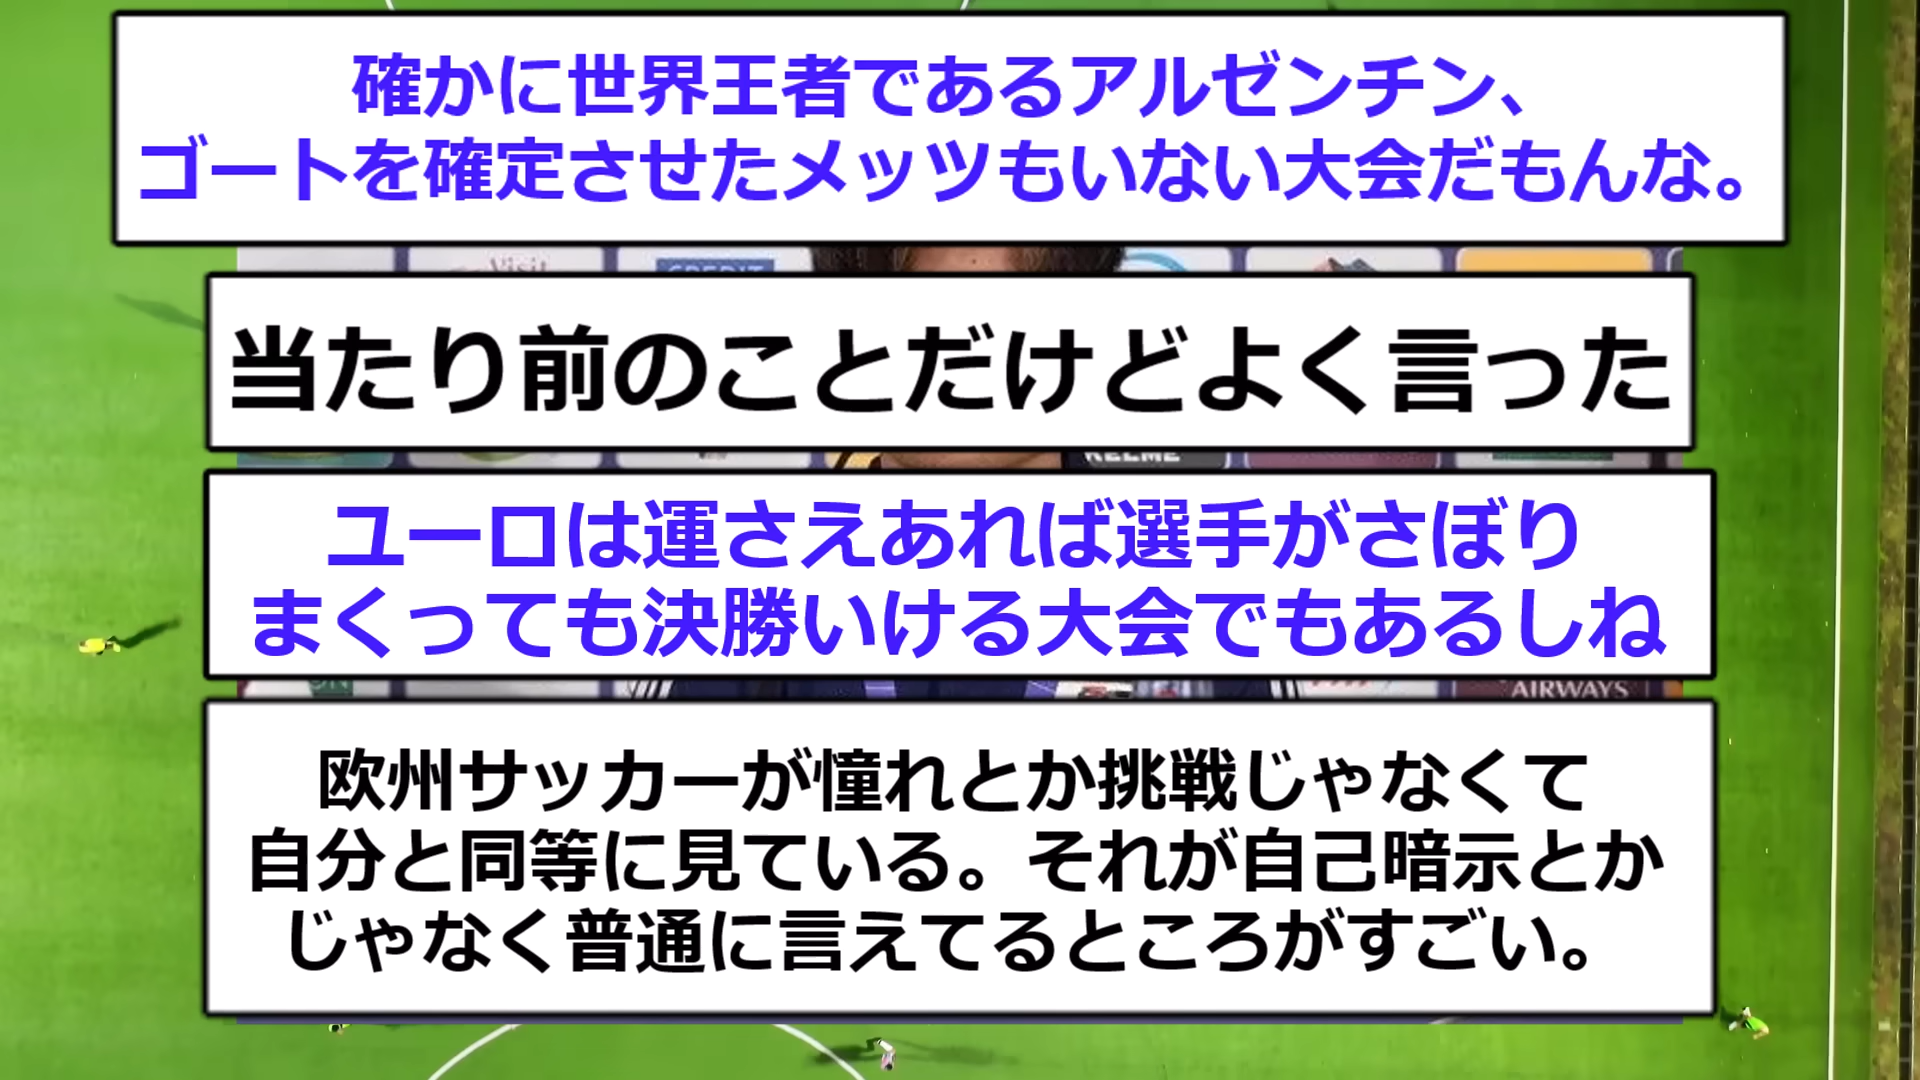 確かに世界王者であるアルゼンチン、
ゴートを確定させたメッツもいない大会だもんな。
Visit
CREDIT
当たり前のことだけどよく言った
KELME
ユーロは運さえあれば選手がさぼり
まくっても決勝いける大会でもあるしね
AIRWAYS
欧州サッカーが憧れとか挑戦じゃなくて
自分と同等に見ている。それが自己暗示とか
じゃなく普通に言えてるところがすごい。